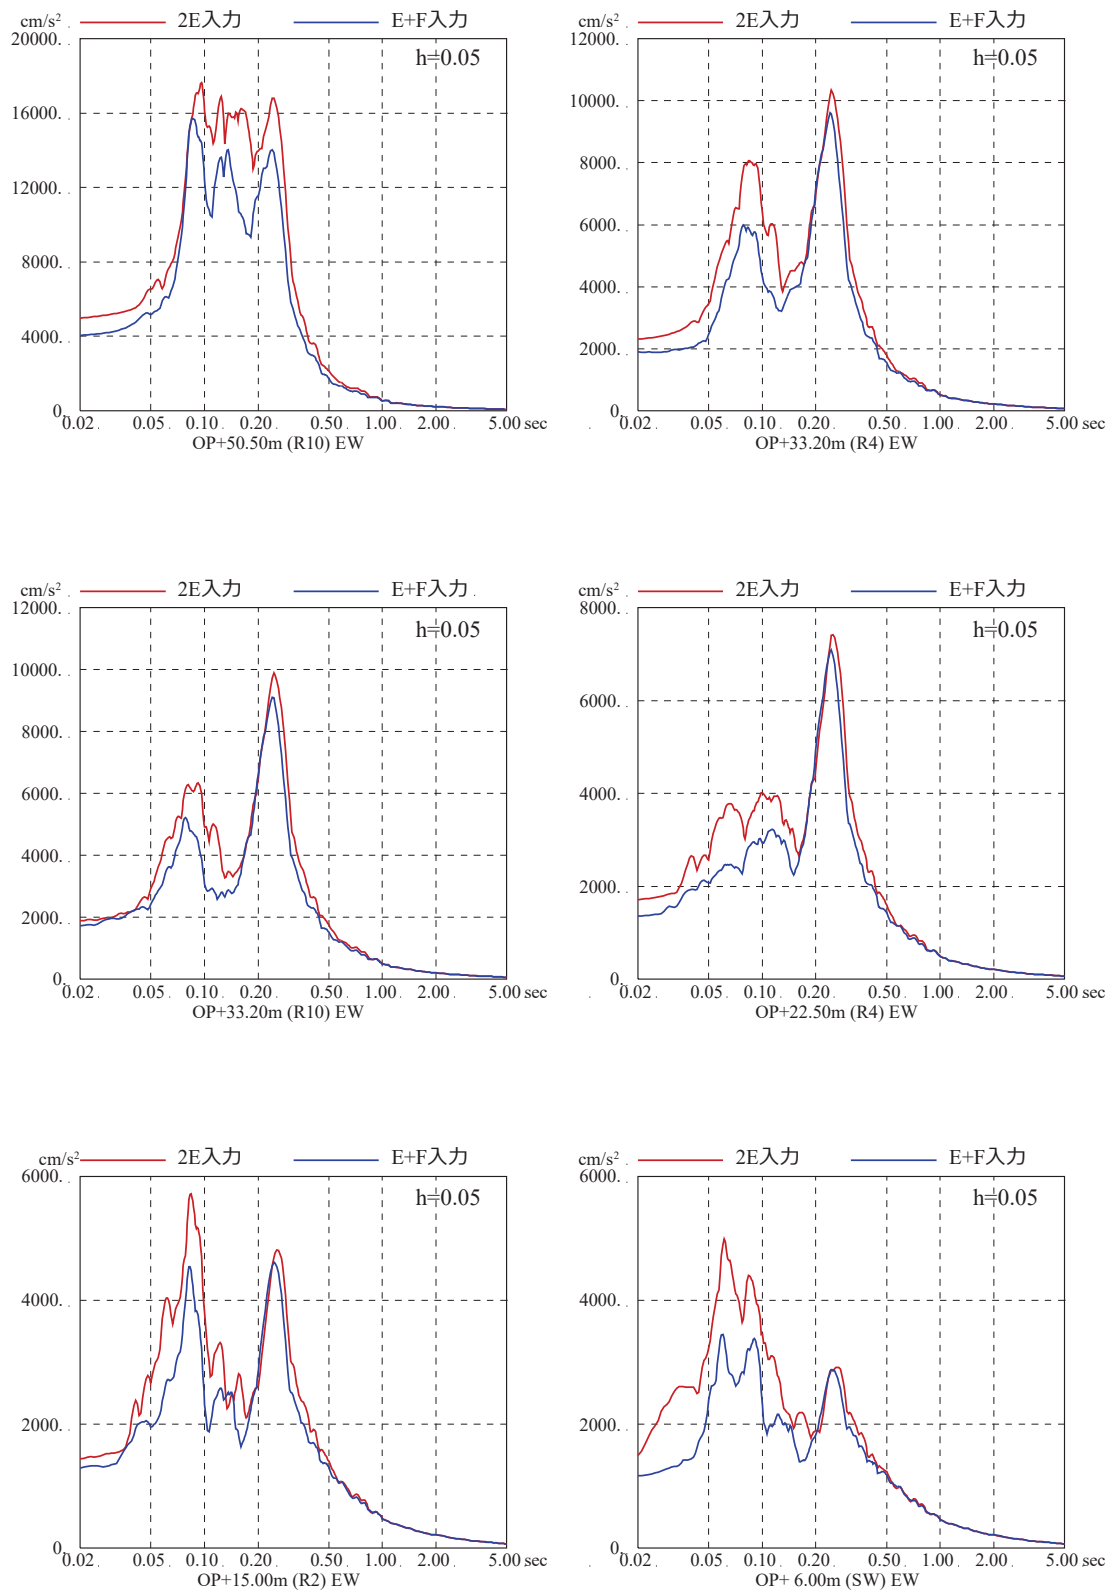 cm/s² 2E入力 E+F入力
20000.
h=0.05
16000.
12000.
8000.
4000.
0.
0.02 0.05 0.10 0.20 0.50 1.00 2.00 5.00 sec
OP+50.50m (R10) EW
cm/s² 2E入力 E+F入力
12000.
h=0.05
10000.
8000.
6000.
4000.
2000.
0.
0.02 0.05 0.10 0.20 0.50 1.00 2.00 5.00 sec
OP+33.20m (R4) EW
cm/s² 2E入力 E+F入力
12000.
h=0.05
10000.
8000.
6000.
4000.
2000.
0.
0.02 0.05 0.10 0.20 0.50 1.00 2.00 5.00 sec
OP+33.20m (R10) EW
cm/s² 2E入力 E+F入力
8000.
h=0.05
6000.
4000.
2000.
0.
0.02 0.05 0.10 0.20 0.50 1.00 2.00 5.00 sec
OP+22.50m (R4) EW
cm/s² 2E入力 E+F入力
6000.
h=0.05
4000.
2000.
0.
0.02 0.05 0.10 0.20 0.50 1.00 2.00 5.00 sec
OP+15.00m (R2) EW
cm/s² 2E入力 E+F入力
6000.
h=0.05
4000.
2000.
0.
0.02 0.05 0.10 0.20 0.50 1.00 2.00 5.00 sec
OP+ 6.00m (SW) EW